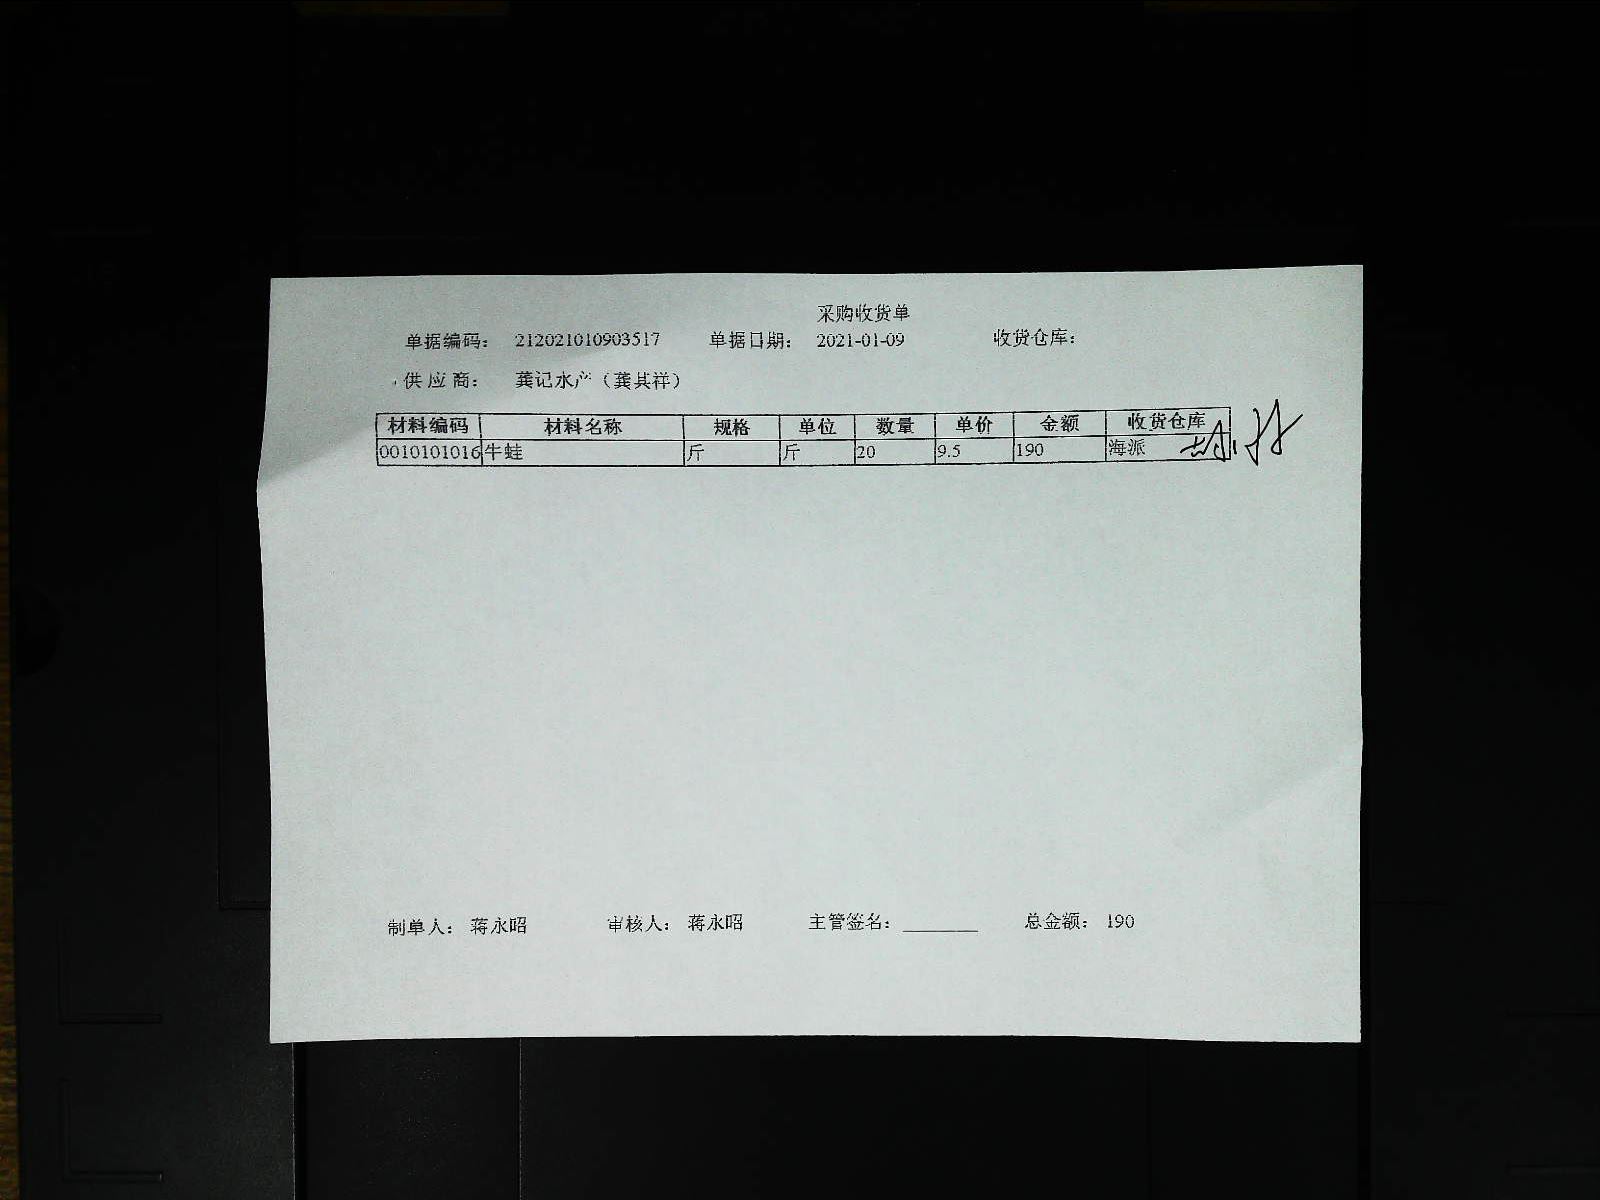 采购收货单
单据编码： 212021010903517 单据日期： 2021-01-09 收货仓库：
供 应 商： 龚记水产（龚其祥）
材料编码 材料名称 规格 单位 数量 单价 金额 收货仓库
0010101016 牛蛙 斤 斤 20 9.5 190 海派
制单人： 蒋永昭 审核人： 蒋永昭 主管签名：________ 总金额： 190